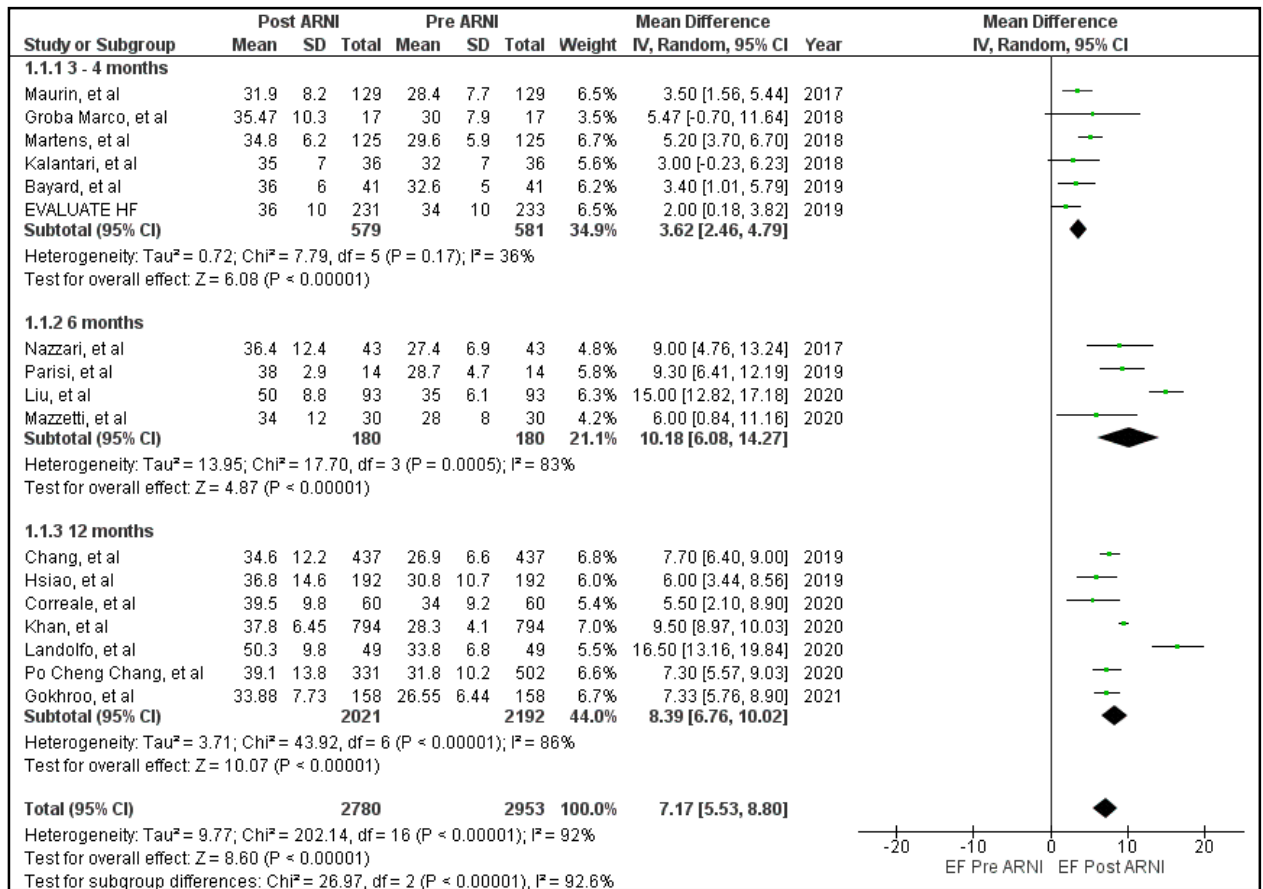 Post ARNI Pre ARNI Mean Difference Mean Difference
Study or Subgroup Mean SD Total Mean SD Total Weight IV, Random, 95% CI Year IV, Random, 95% CI
1.1.1 3 - 4 months
Maurin, et al 31.9 8.2 129 28.4 7.7 129 6.5% 3.50 [1.56, 5.44] 2017
Groba Marco, et al 35.47 10.3 17 30 7.9 17 3.5% 5.47 [-0.70, 11.64] 2018
Martens, et al 34.8 6.2 125 29.6 5.9 125 6.7% 5.20 [3.70, 6.70] 2018
Kalantari, et al 35 7 36 32 7 36 5.6% 3.00 [-0.23, 6.23] 2018
Bayard, et al 36 6 41 32.6 5 41 6.2% 3.40 [1.01, 5.79] 2019
EVALUATE HF 36 10 231 34 10 233 6.5% 2.00 [0.18, 3.82] 2019
Subtotal (95% CI) 579 581 34.9% 3.62 [2.46, 4.79]
Heterogeneity: Tau² = 0.72; Chi² = 7.79, df = 5 (P = 0.17); I² = 36%
Test for overall effect: Z = 6.08 (P < 0.00001)
1.1.2 6 months
Nazzari, et al 36.4 12.4 43 27.4 6.9 43 4.8% 9.00 [4.76, 13.24] 2017
Parisi, et al 38 2.9 14 28.7 4.7 14 5.8% 9.30 [6.41, 12.19] 2019
Liu, et al 50 8.8 93 35 6.1 93 6.3% 15.00 [12.82, 17.18] 2020
Mazzetti, et al 34 12 30 28 8 30 4.2% 6.00 [0.84, 11.16] 2020
Subtotal (95% CI) 180 180 21.1% 10.18 [6.08, 14.27]
Heterogeneity: Tau² = 13.95; Chi² = 17.70, df = 3 (P = 0.0005); I² = 83%
Test for overall effect: Z = 4.87 (P < 0.00001)
1.1.3 12 months
Chang, et al 34.6 12.2 437 26.9 6.6 437 6.8% 7.70 [6.40, 9.00] 2019
Hsiao, et al 36.8 14.6 192 30.8 10.7 192 6.0% 6.00 [3.44, 8.56] 2019
Correale, et al 39.5 9.8 60 34 9.2 60 5.4% 5.50 [2.10, 8.90] 2020
Khan, et al 37.8 6.45 794 28.3 4.1 794 7.0% 9.50 [8.97, 10.03] 2020
Landolfo, et al 50.3 9.8 49 33.8 6.8 49 5.5% 16.50 [13.16, 19.84] 2020
Po Cheng Chang, et al 39.1 13.8 331 31.8 10.2 502 6.6% 7.30 [5.57, 9.03] 2020
Gokhroo, et al 33.88 7.73 158 26.55 6.44 158 6.7% 7.33 [5.76, 8.90] 2021
Subtotal (95% CI) 2021 2192 44.0% 8.39 [6.76, 10.02]
Heterogeneity: Tau² = 3.71; Chi² = 43.92, df = 6 (P < 0.00001); I² = 86%
Test for overall effect: Z = 10.07 (P < 0.00001)
Total (95% CI) 2780 2953 100.0% 7.17 [5.53, 8.80]
Heterogeneity: Tau² = 9.77; Chi² = 202.14, df = 16 (P < 0.00001); I² = 92%
Test for overall effect: Z = 8.60 (P < 0.00001)
Test for subgroup differences: Chi² = 26.97, df = 2 (P < 0.00001), I² = 92.6%
-20 -10 0 10 20
EF Pre ARNI EF Post ARNI